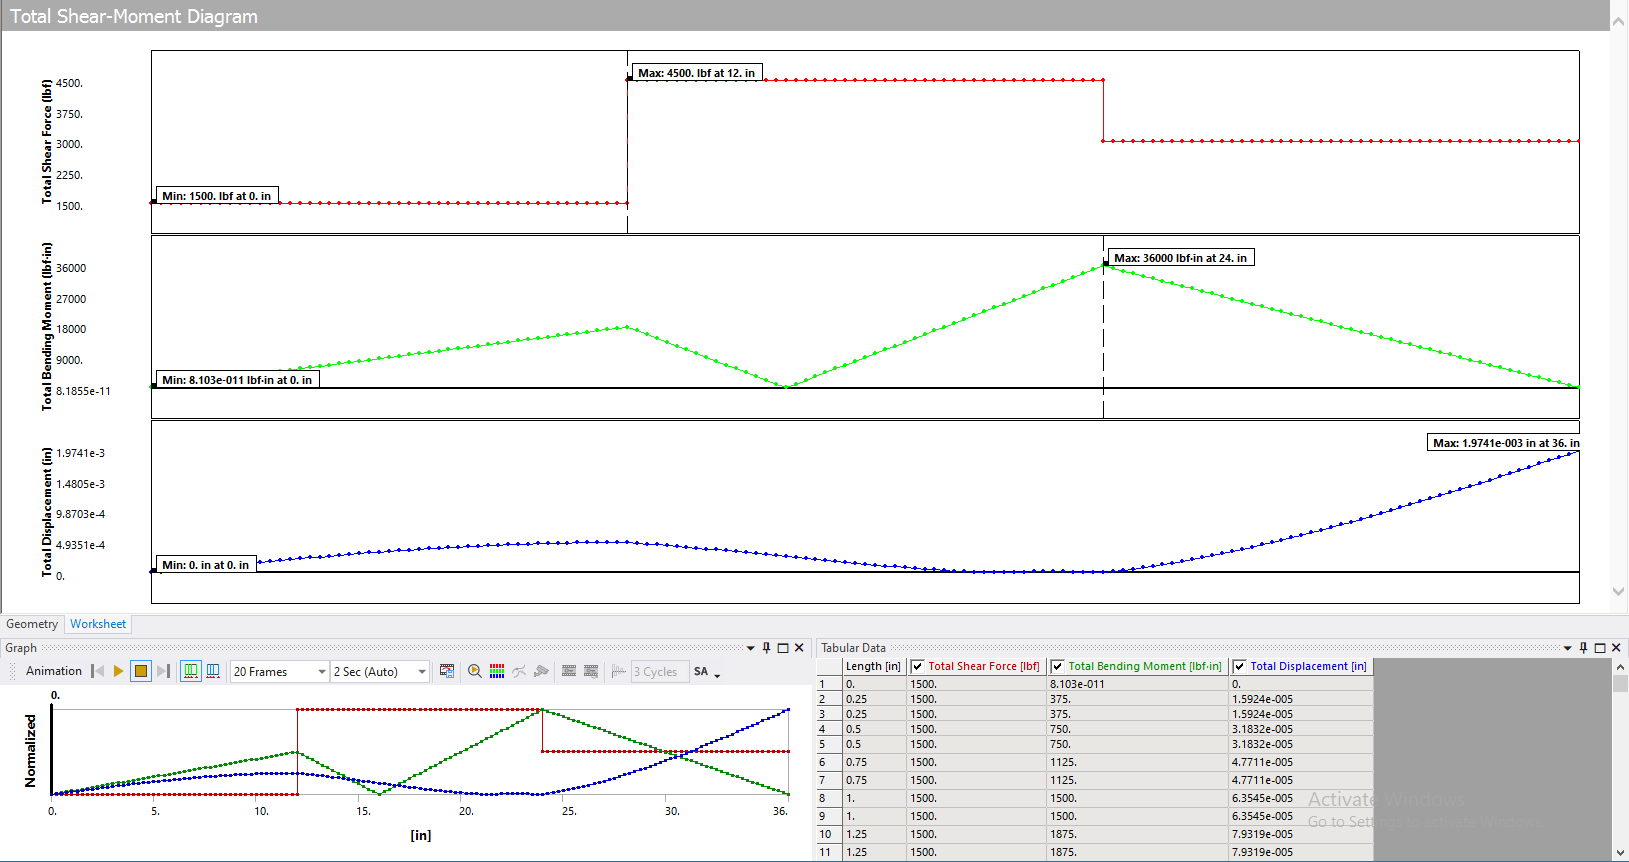 Total Shear-Moment Diagram
Total Shear Force (lbf)
4500.
3750.
3000.
2250.
1500.
Max: 4500. lbf at 12. in
Min: 1500. lbf at 0. in
Total Bending Moment (lbf·in)
36000
27000
18000
9000.
8.1855e-11
Max: 36000 lbf·in at 24. in
Min: 8.103e-011 lbf·in at 0. in
Total Displacement (in)
1.9741e-3
1.4805e-3
9.8703e-4
4.9351e-4
0.
Max: 1.9741e-003 in at 36. in
Min: 0. in at 0. in
Geometry Worksheet
Graph
Animation 20 Frames 2 Sec (Auto) 3 Cycles SA
0.
Normalized
0. 5. 10. 15. 20. 25. 30. 36.
[in]
Tabular Data
Length [in] Total Shear Force [lbf] Total Bending Moment [lbf·in] Total Displacement [in]
1 0. 1500. 8.103e-011 0.
2 0.25 1500. 375. 1.5924e-005
3 0.25 1500. 375. 1.5924e-005
4 0.5 1500. 750. 3.1832e-005
5 0.5 1500. 750. 3.1832e-005
6 0.75 1500. 1125. 4.7711e-005
7 0.75 1500. 1125. 4.7711e-005
8 1. 1500. 1500. 6.3545e-005
9 1. 1500. 1500. 6.3545e-005
10 1.25 1500. 1875. 7.9319e-005
11 1.25 1500. 1875. 7.9319e-005
Activate Windows
Go to Settings to activate Windows.